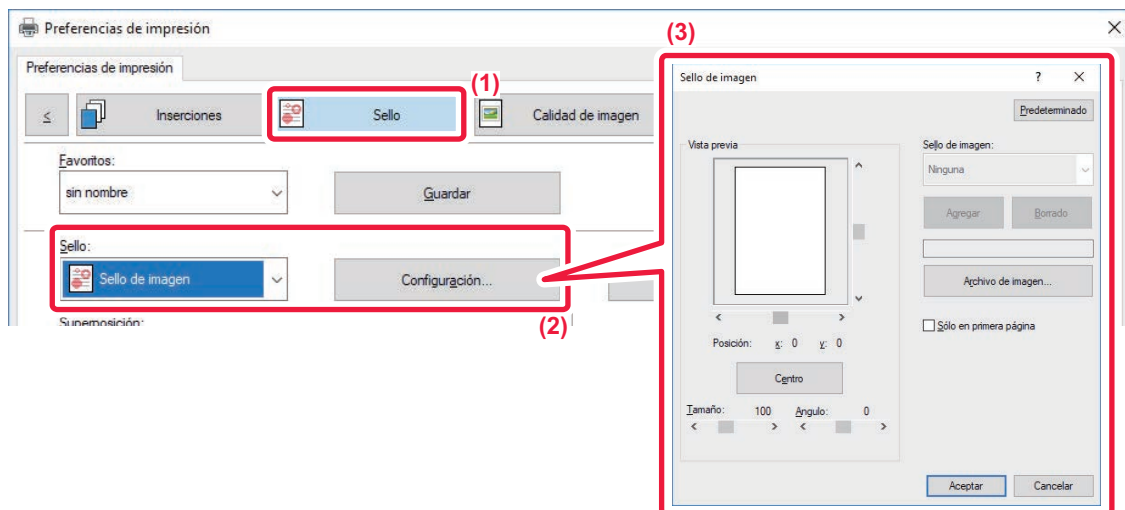 Preferencias de impresión
Preferencias de impresión
(1)
< Inserciones Sello Calidad de imagen
Favoritos:
sin nombre Guardar
Sello:
Sello de imagen Configuración...
Superposición:
(2)
(3)
Sello de imagen ? X
Predeterminado
Vista previa
Sello de imagen:
Ninguna
Agregar Borrado
Archivo de imagen...
Sólo en primera página
Posición: x: 0 y: 0
Centro
Tamaño: 100 Angulo: 0
Aceptar Cancelar